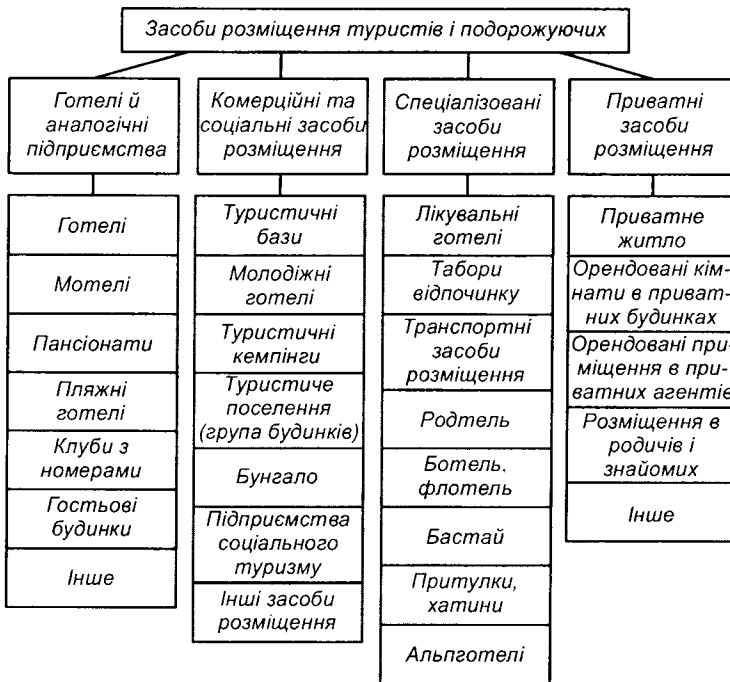 Засоби розміщення туристів і подорожуючих
Готелі й
аналогічні
підприємства
Готелі
Мотелі
Пансіонати
Пляжні
готелі
Клуби з
номерами
Гостьові
будинки
Інше
Комерційні та
соціальні засоби
розміщення
Туристичні
бази
Молодіжні
готелі
Туристичні
кемпінги
Туристиче
поселення
(група будинків)
Бунгало
Підприємства
соціального
туризму
Інші засоби
розміщення
Спеціалізовані
засоби
розміщення
Лікувальні
готелі
Табори
відпочинку
Транспортні
засоби
розміщення
Родтель
Ботель,
флотель
Бастай
Притулки,
хатини
Альпготелі
Приватні
засоби
розміщення
Приватне
житло
Орендовані кім-
нати в приват-
них будинках
Орендовані при-
міщення в при-
ватних агентів
Розміщення в
родичів і
знайомих
Інше